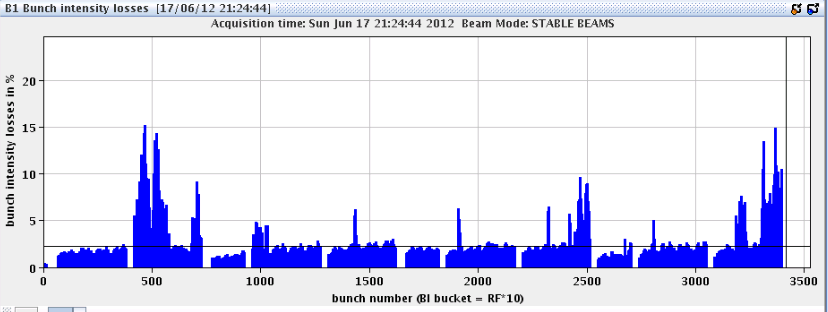 B1 Bunch intensity losses [17/06/12 21:24:44]
Acquisition time: Sun Jun 17 21:24:44 2012 Beam Mode: STABLE BEAMS
bunch intensity losses in %
20
15
10
5
0
0 500 1000 1500 2000 2500 3000 3500
bunch number (BI bucket = RF*10)